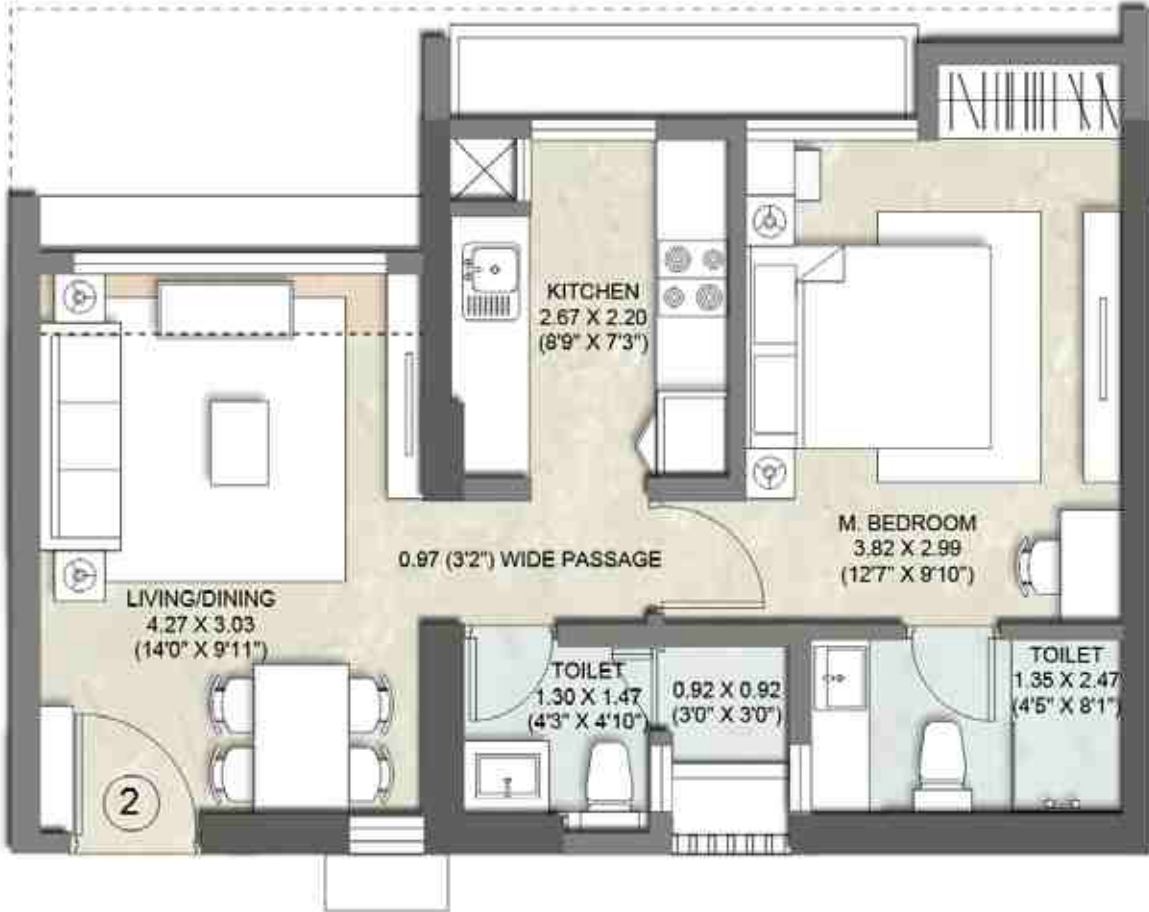 KITCHEN
2.67 X 2.20
(8'9" X 7'3")
M. BEDROOM
3.82 X 2.99
(12'7" X 9'10")
0.97 (3'2") WIDE PASSAGE
LIVING/DINING
4.27 X 3.03
(14'0" X 9'11")
TOILET
1.30 X 1.47
(4'3" X 4'10")
0.92 X 0.92
(3'0" X 3'0")
TOILET
1.35 X 2.47
(4'5" X 8'1")
2